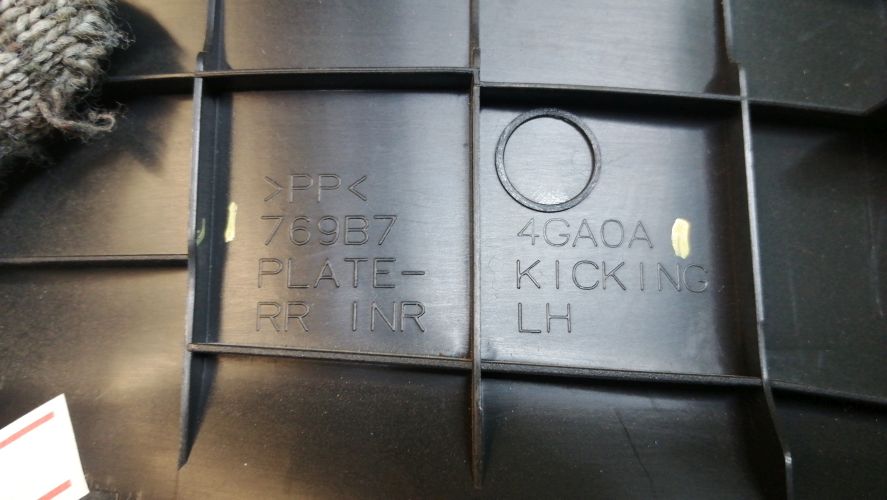 >PP<
769B7 4GA0A
PLATE- KICKING
RR INR LH